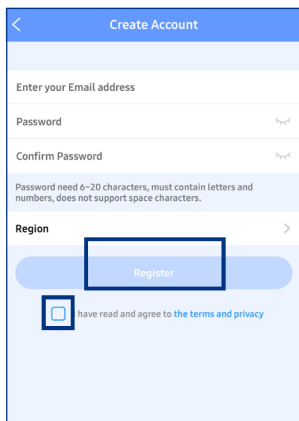 Create Account
Enter your Email address
Password
Confirm Password
Password need 6~20 characters, must contain letters and
numbers, does not support space characters.
Region
Register
have read and agree to the terms and privacy